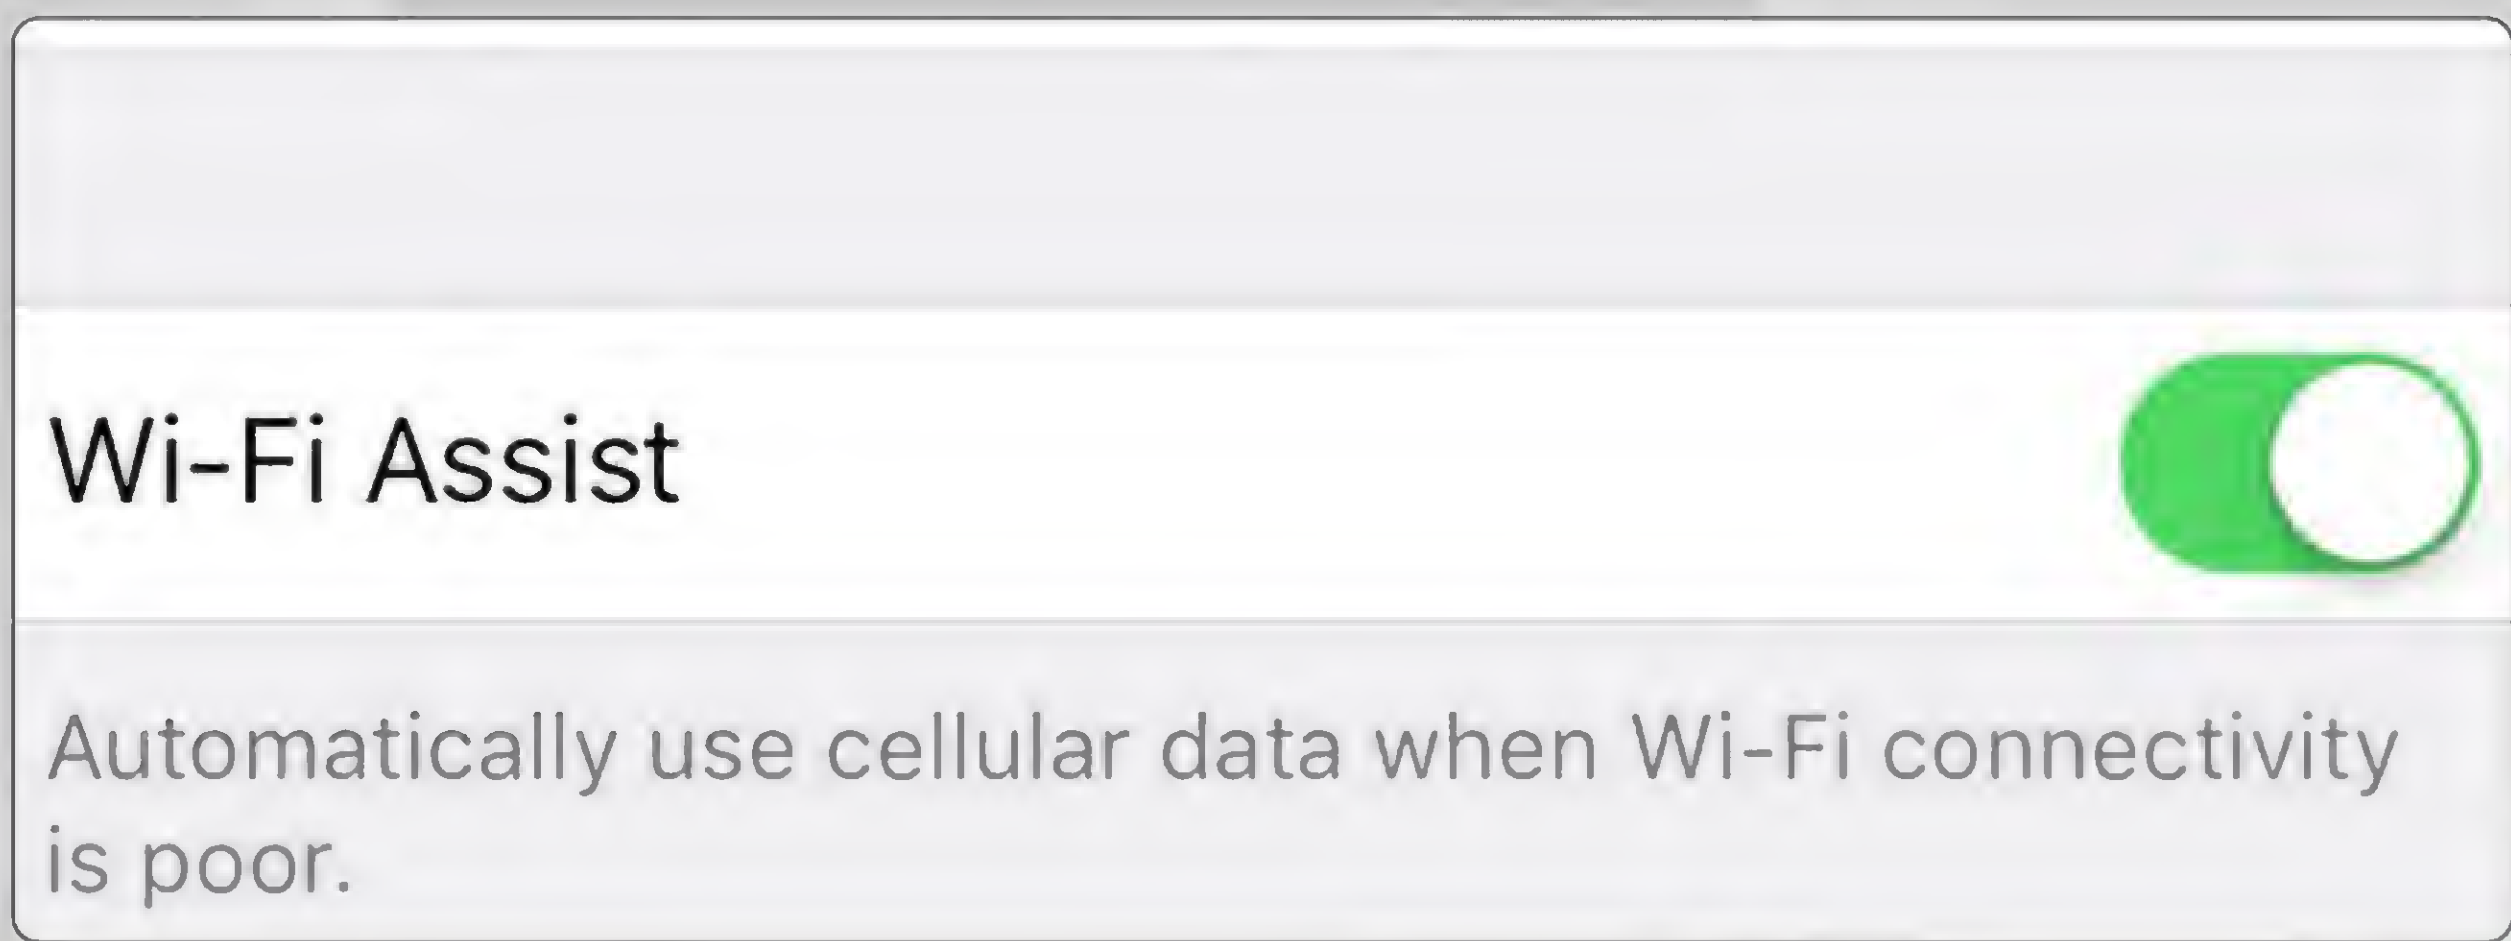 Wi-Fi Assist
Automatically use cellular data when Wi-Fi connectivity
is poor.